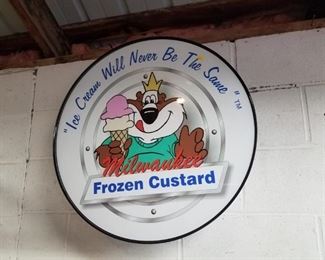 "Ice Cream Will Never Be The Same" TM
Milwaukee
Frozen Custard